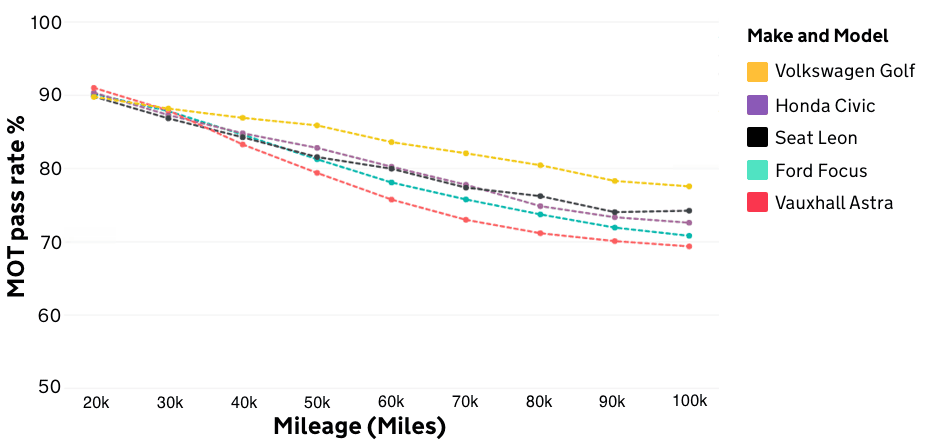 100
90
80
70
60
50
MOT pass rate %
20k 30k 40k 50k 60k 70k 80k 90k 100k
Mileage (Miles)
Make and Model
Volkswagen Golf
Honda Civic
Seat Leon
Ford Focus
Vauxhall Astra